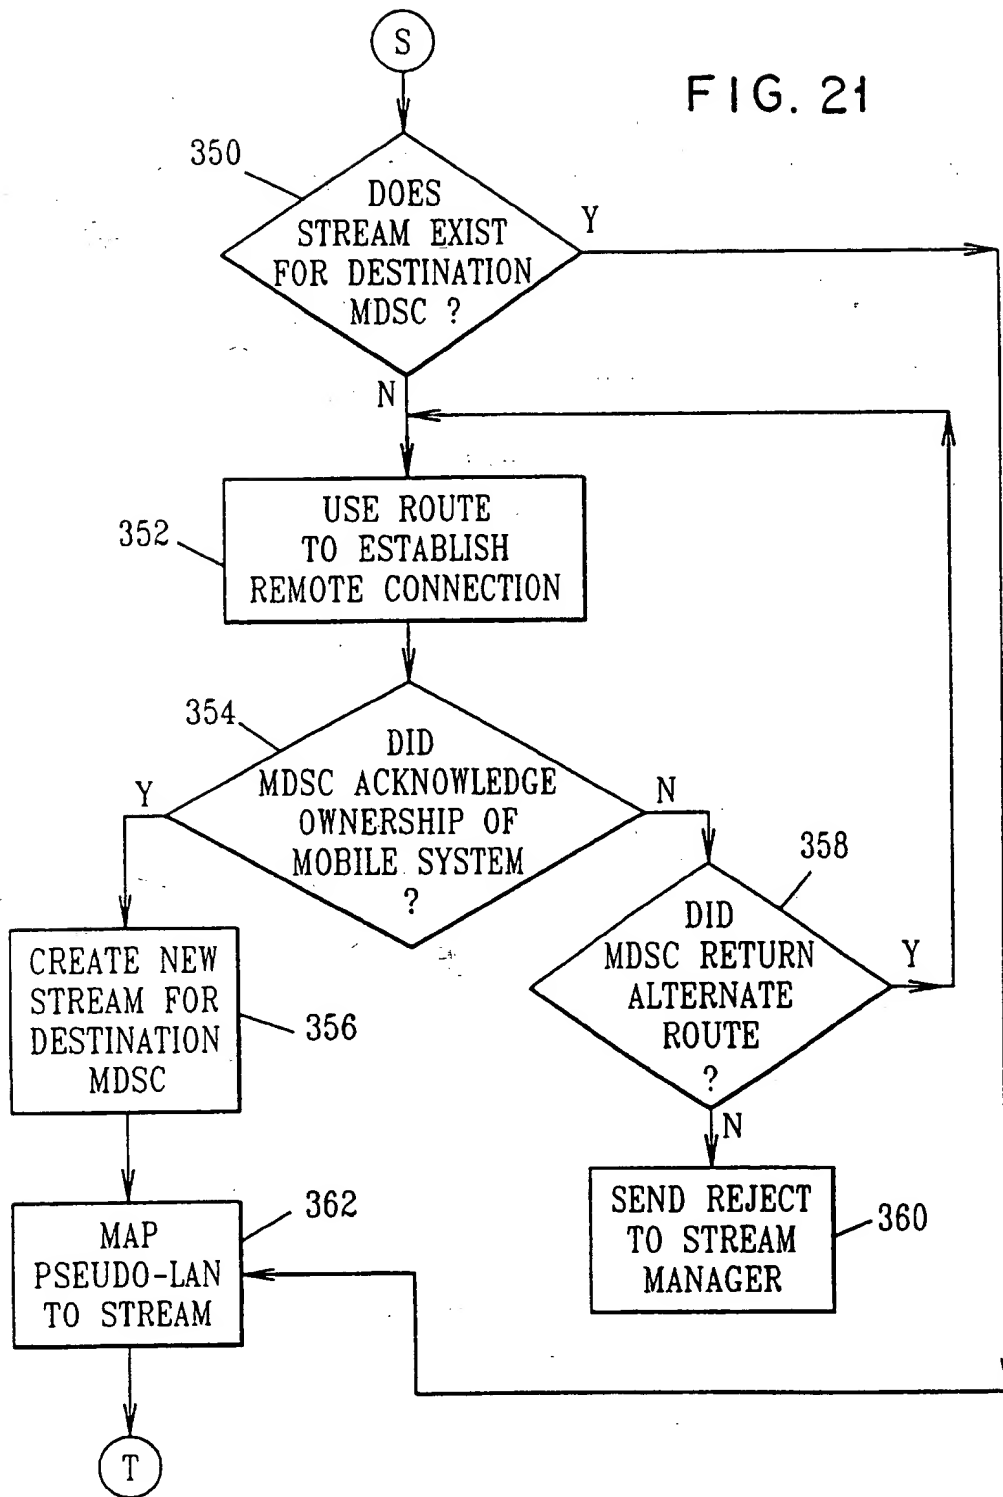 S
FIG. 21
350
DOES
STREAM EXIST
FOR DESTINATION
MDSC ?
Y
N
352
USE ROUTE
TO ESTABLISH
REMOTE CONNECTION
354
DID
MDSC ACKNOWLEDGE
OWNERSHIP OF
MOBILE SYSTEM
?
Y
N
358
DID
MDSC RETURN
ALTERNATE
ROUTE
?
Y
N
CREATE NEW
STREAM FOR
DESTINATION
MDSC
356
SEND REJECT
TO STREAM
MANAGER
360
362
MAP
PSEUDO-LAN
TO STREAM
T